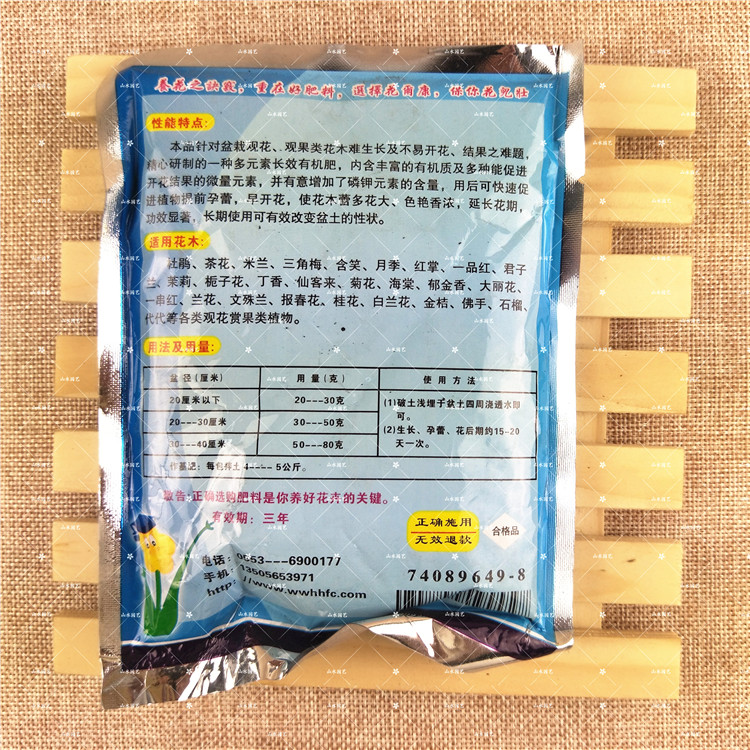 养花之诀窍，重在好肥料，選擇花甫康，保你花兒壯
性能特点：
本品针对盆栽观花、观果类花木难生长及不易开花、结果之难题，
精心研制的一种多元素长效有机肥，内含丰富的有机质及多种能促进
开花结果的微量元素，并有意增加了磷钾元素的含量，用后可快速促
进植物提前孕蕾，早开花，使花木蕾多花大、色艳香浓，延长花期，
功效显著，长期使用可有效改变盆土的性状。
适用花木：
杜鹃、茶花、米兰、三角梅、含笑、月季、红掌、一品红、君子
兰、茉莉、栀子花、丁香、仙客来、菊花、海棠、郁金香、大丽花、
一串红、兰花、文殊兰、报春花、桂花、白兰花、金桔、佛手、石榴、
代代等各类观花赏果类植物。
用法及用量：
盆 径（厘米） 用 量（克） 使 用 方 法
20厘米以下 20---30克
20---30厘米 30---50克
30---40厘米 50---80克
(1)破土浅埋于盆土四周浇透水即
可。
(2)生长、孕蕾、花后期约15-20
天一次。
作基肥：每包拌土4----5公斤。
敬告:正确选购肥料是你养好花卉的关键。
有效期：三年
正确施用
无效退款
合格品
电话：0553---6900177
手机：13505653971
http://www.wwhhfc.com
74089649-8
山水园艺